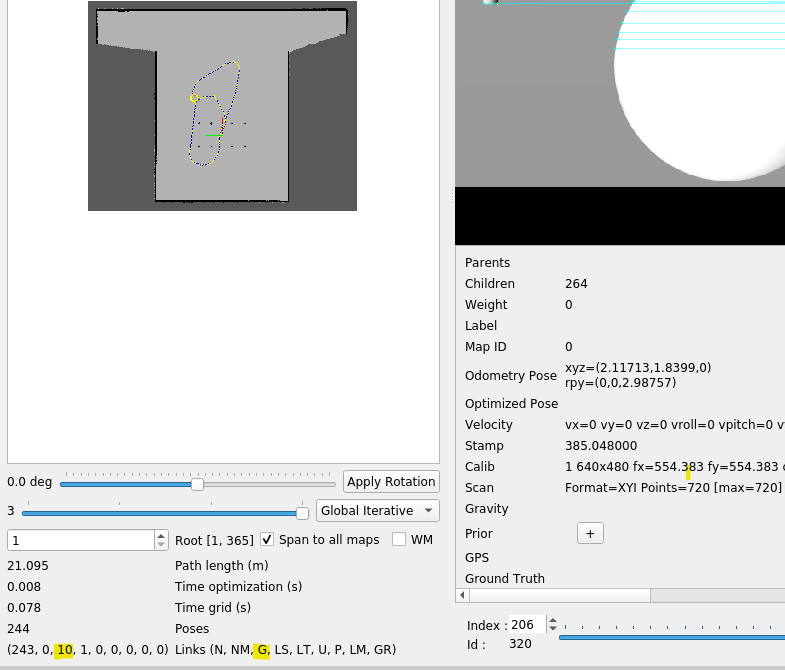 Parents
Children 264
Weight 0
Label
Map ID 0
Odometry Pose xyz=(2.11713,1.8399,0)
rpy=(0,0,2.98757)
Optimized Pose
Velocity vx=0 vy=0 vz=0 vroll=0 vpitch=0
Stamp 385.048000
Calib 1 640x480 fx=554.383 fy=554.383
Scan Format=XYI Points=720 [max=720]
Gravity
Prior +
GPS
Ground Truth
Index : 206
Id : 320
0.0 deg Apply Rotation
3 Global Iterative
1 Root [1, 365] Span to all maps WM
21.095 Path length (m)
0.008 Time optimization (s)
0.078 Time grid (s)
244 Poses
(243, 0, 10, 1, 0, 0, 0, 0, 0) Links (N, NM, G, LS, LT, U, P, LM, GR)